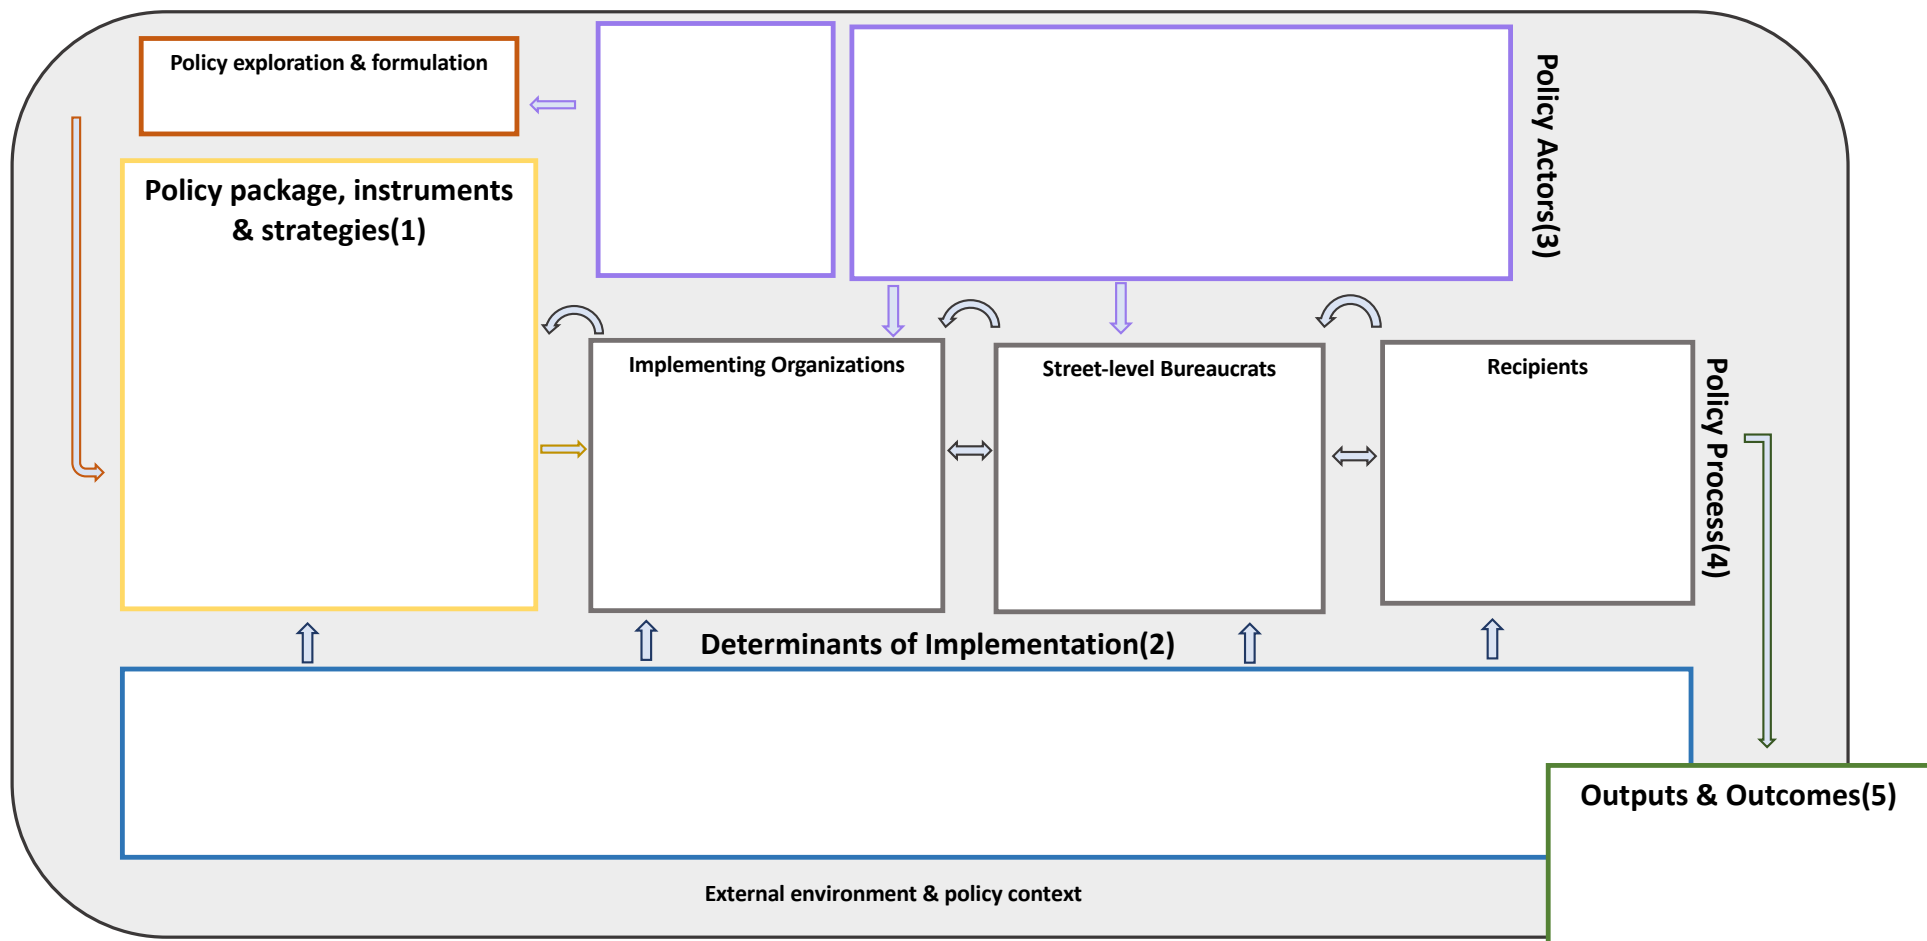 Policy exploration & formulation
Policy Actors(3)
Policy package, instruments
& strategies(1)
Implementing Organizations
Street-level Bureaucrats
Recipients
Policy Process(4)
Determinants of Implementation(2)
Outputs & Outcomes(5)
External environment & policy context